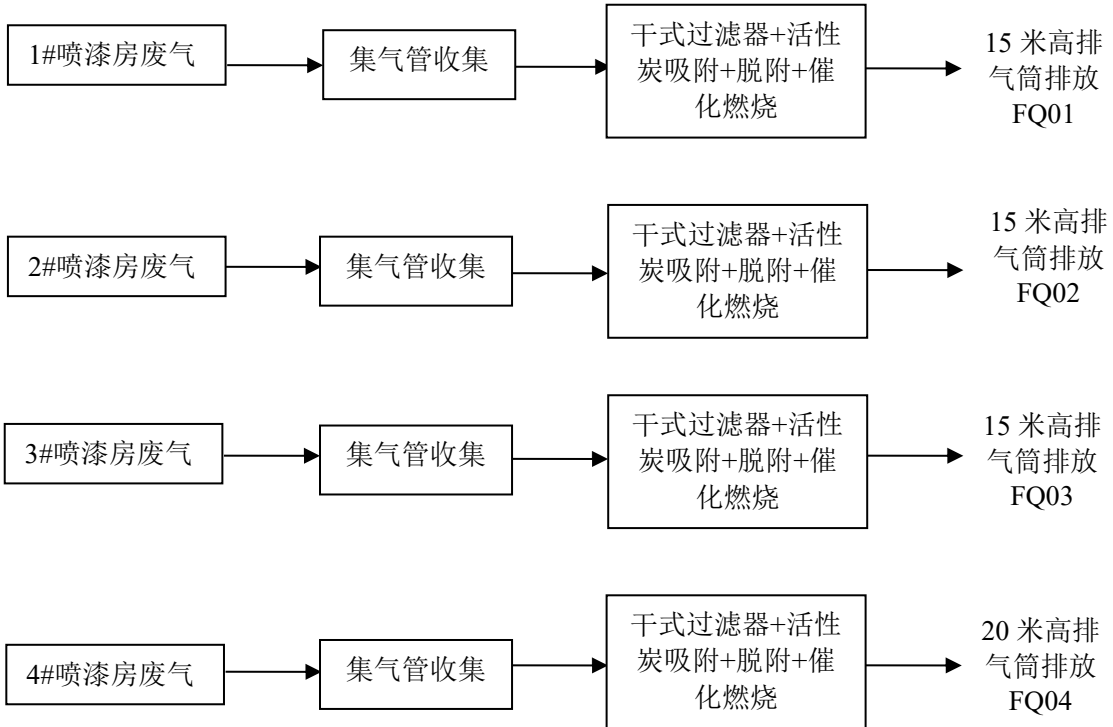 1#喷漆房废气
集气管收集
干式过滤器+活性
炭吸附+脱附+催
化燃烧
15 米高排
气筒排放
FQ01
2#喷漆房废气
集气管收集
干式过滤器+活性
炭吸附+脱附+催
化燃烧
15 米高排
气筒排放
FQ02
3#喷漆房废气
集气管收集
干式过滤器+活性
炭吸附+脱附+催
化燃烧
15 米高排
气筒排放
FQ03
4#喷漆房废气
集气管收集
干式过滤器+活性
炭吸附+脱附+催
化燃烧
20 米高排
气筒排放
FQ04